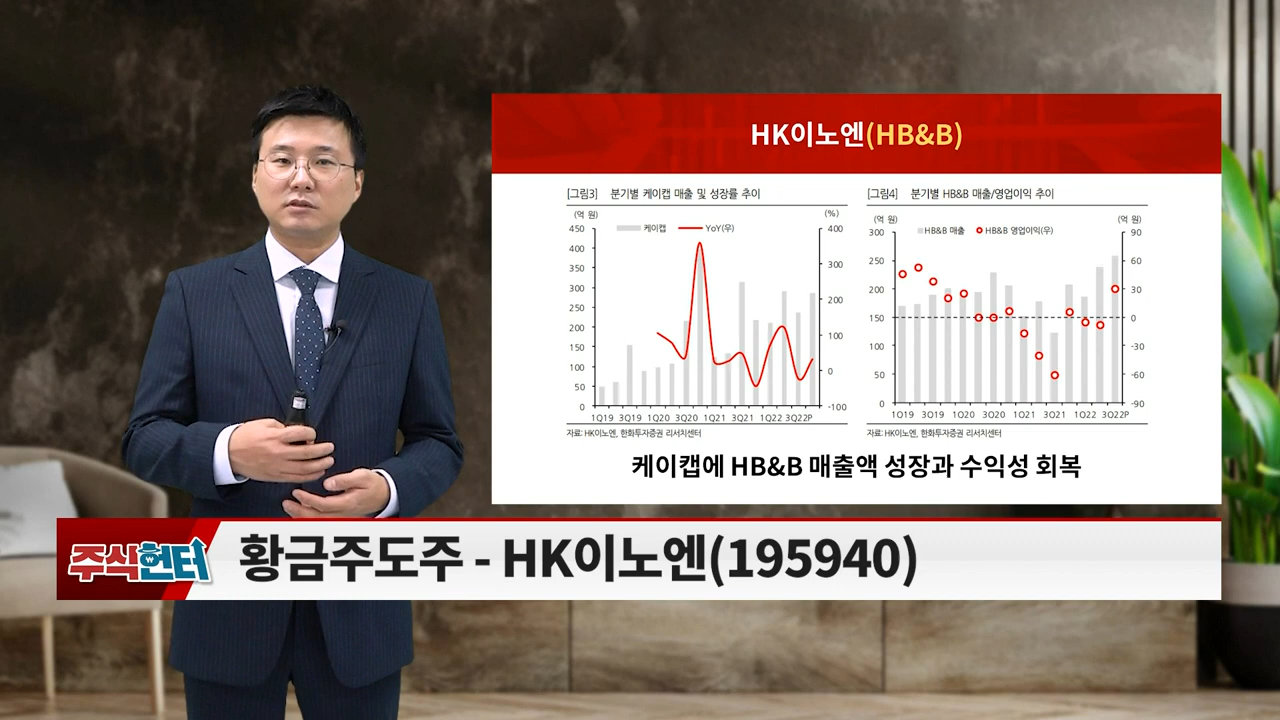 HK이노엔(HB&B)
[그림3] 분기별 케이캡 매출 및 성장률 추이
(억 원) (%)
케이캡 YoY(우)
450 400
400
350 300
300
250 200
200 100
150
100 0
50
0 -100
1Q19 3Q19 1Q20 3Q20 1Q21 3Q21 1Q22 3Q22P
자료: HK이노엔, 한화투자증권 리서치센터
[그림4] 분기별 HB&B 매출/영업이익 추이
(억 원) (억 원)
HB&B 매출 HB&B 영업이익(우)
300 90
250 60
200 30
150 0
100 -30
50 -60
0 -90
1Q19 3Q19 1Q20 3Q20 1Q21 3Q21 1Q22 3Q22P
자료: HK이노엔, 한화투자증권 리서치센터
케이캡에 HB&B 매출액 성장과 수익성 회복
주식헌터
황금주도주 - HK이노엔(195940)